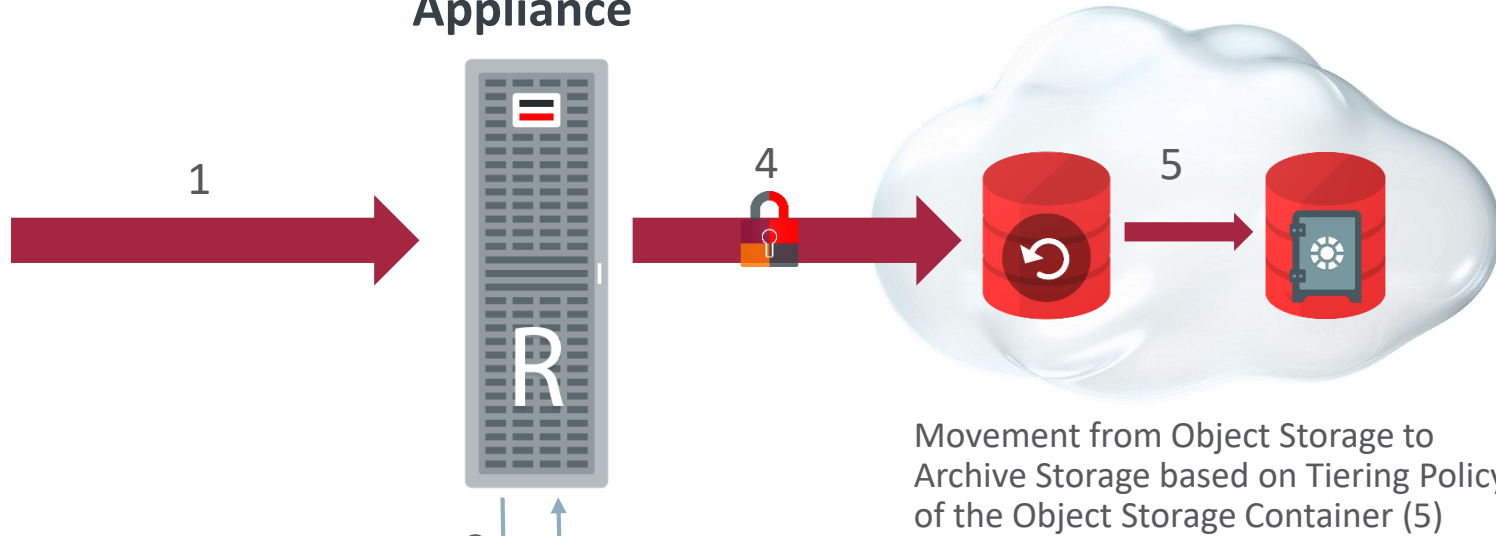 Appliance
1
4
5
R
Movement from Object Storage to
Archive Storage based on Tiering Policy
of the Object Storage Container (5)